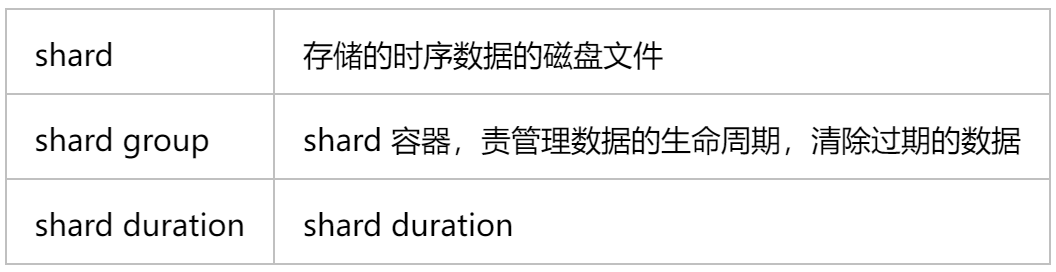 shard 存储的时序数据的磁盘文件
shard group shard 容器，责管理数据的生命周期，清除过期的数据
shard duration shard duration